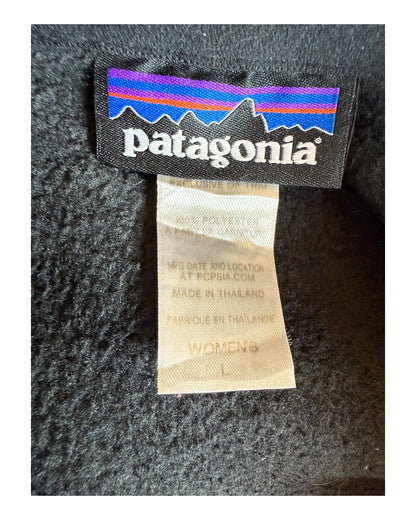 patagonia®
EXCLUSIVE OF TRIM
100% POLYESTER
MFG DATE AND LOCATION
AT PCPSIA.COM
MADE IN THAILAND
FABRIQUÉ EN THAÏLANDE
WOMEN'S
L